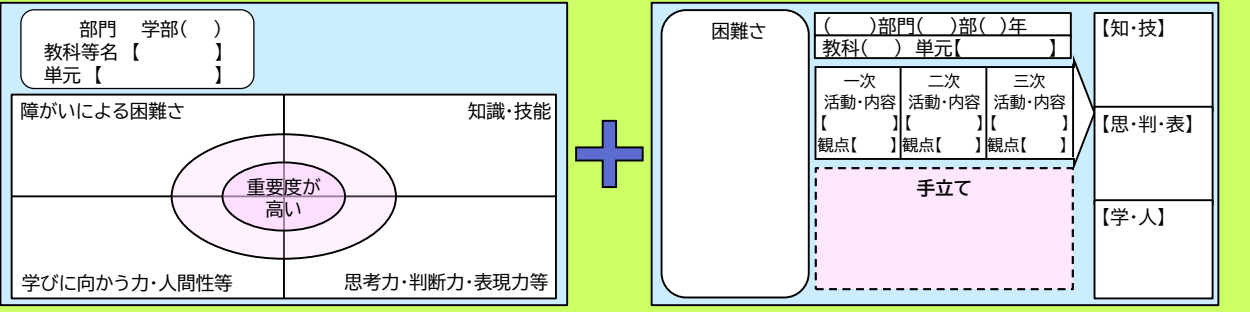 部門　学部(　)
教科等名【　　　】
単元【　　　　　】
障がいによる困難さ
知識・技能
重要度が
高い
学びに向かう力・人間性等
思考力・判断力・表現力等
困難さ
(　　)部門(　)部(　)年
教科(　)　単元【　　　　】
一次
活動・内容
【　　　】
観点【　　】
二次
活動・内容
【　　　】
観点【　　】
三次
活動・内容
【　　　】
観点【　　】
手立て
【知・技】
【思・判・表】
【学・人】